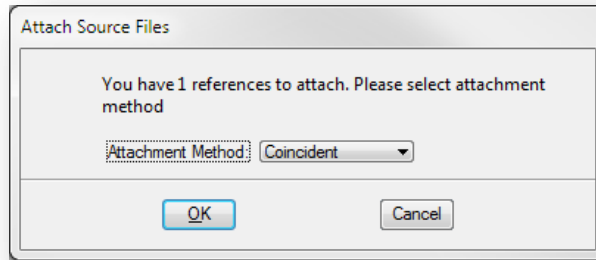 Attach Source Files
You have 1 references to attach. Please select attachment
method
Attachment Method: Coincident
OK Cancel